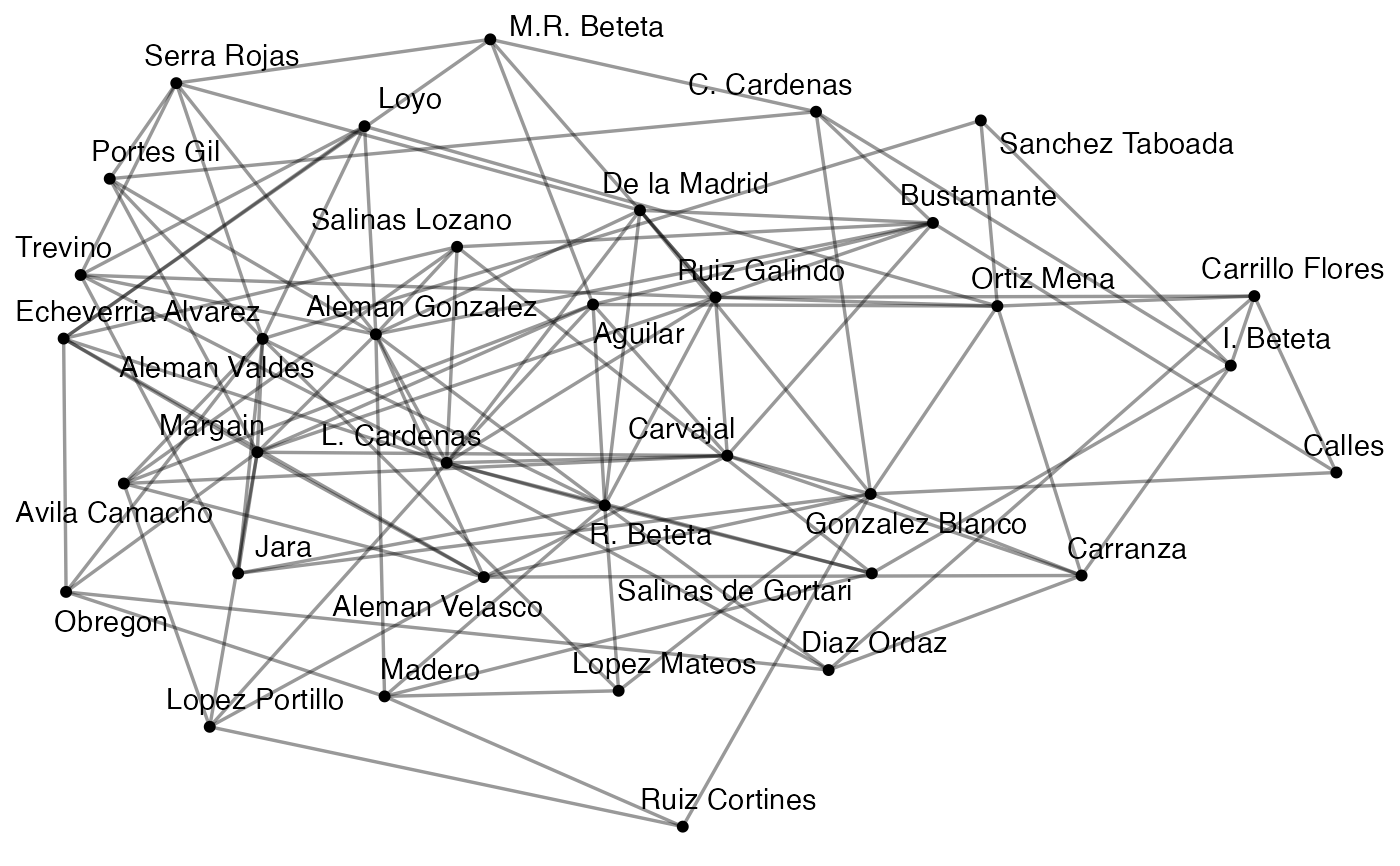 M.R. Beteta
Serra Rojas
C. Cardenas
Loyo
Sanchez Taboada
Portes Gil
De la Madrid
Bustamante
Salinas Lozano
Trevino
Ruiz Galindo
Ortiz Mena
Carrillo Flores
Echeverria Alvarez
Aleman Gonzalez
Aguilar
I. Beteta
Aleman Valdes
Margain
L. Cardenas
Carvajal
Calles
Avila Camacho
Gonzalez Blanco
R. Beteta
Jara
Carranza
Salinas de Gortari
Aleman Velasco
Obregon
Diaz Ordaz
Madero
Lopez Mateos
Lopez Portillo
Ruiz Cortines